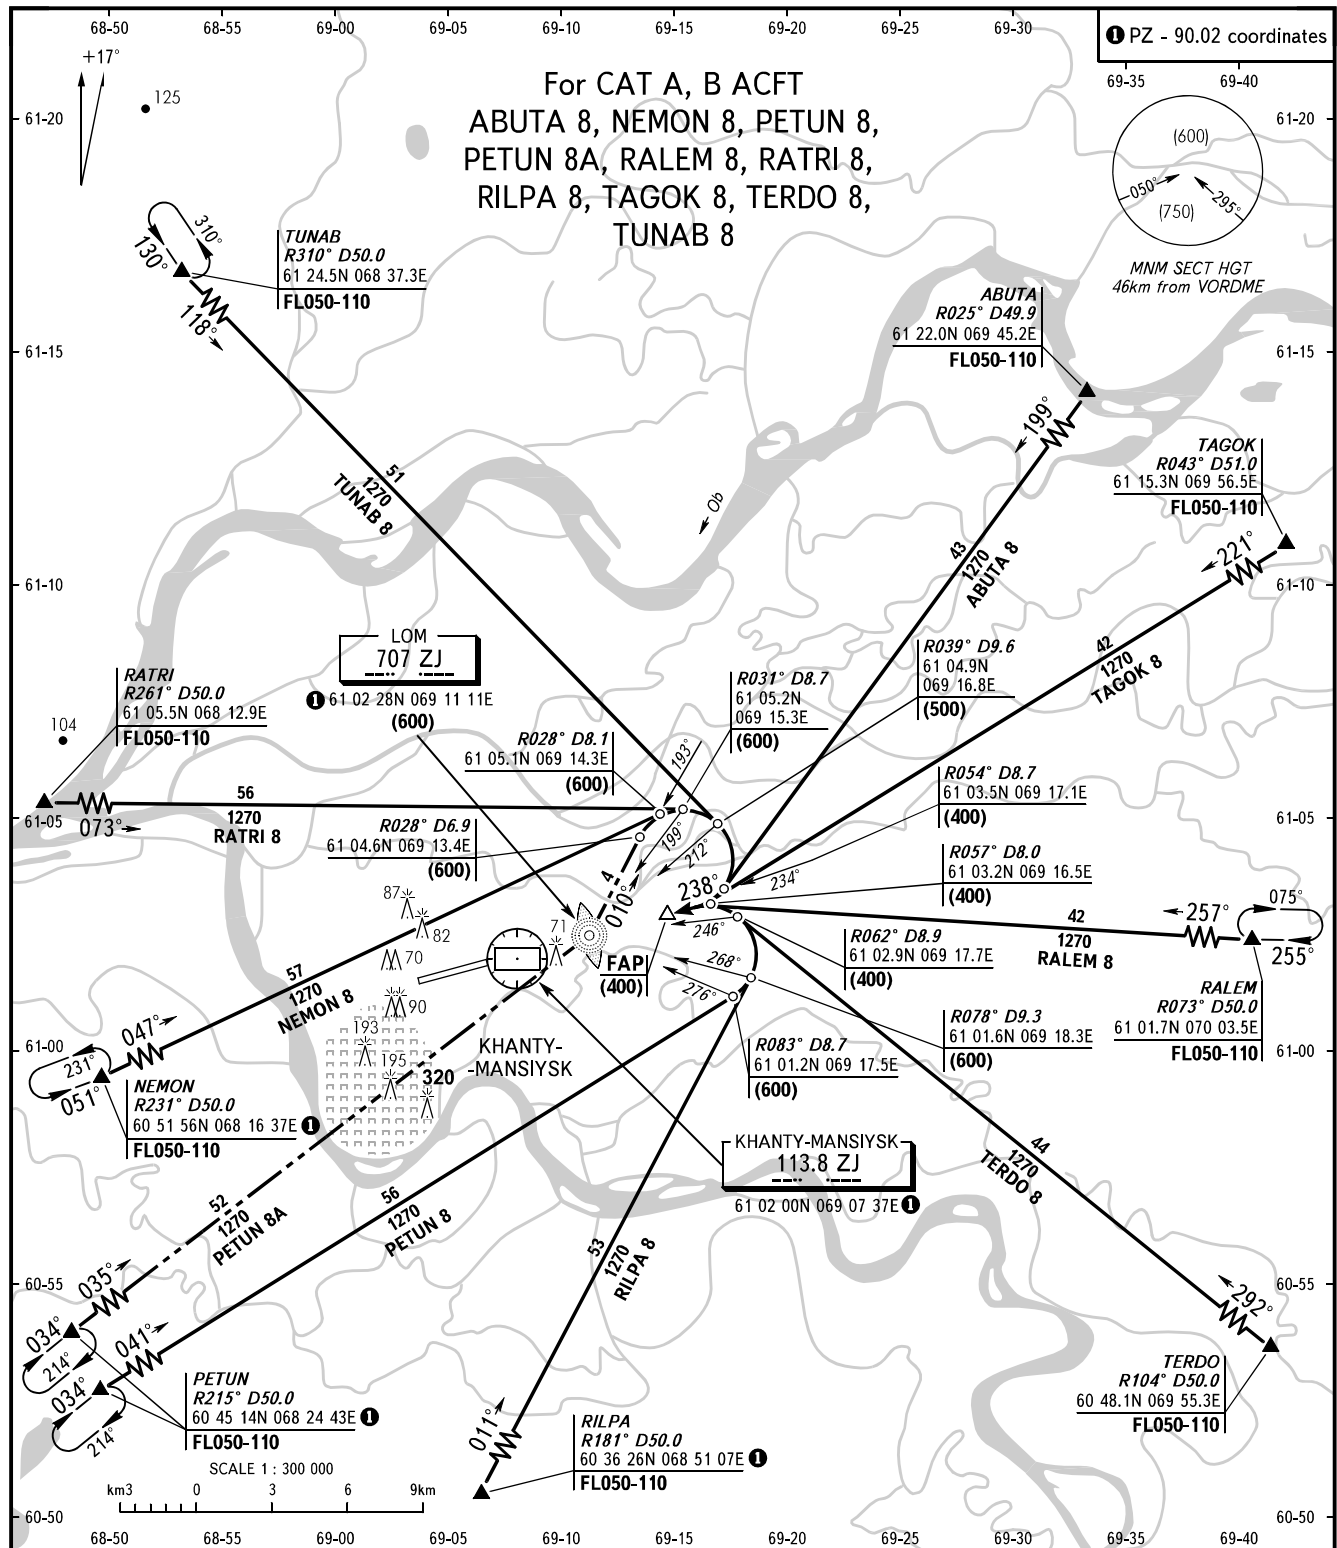 68-50 68-55 69-00 69-05 69-10 69-15 69-20 69-25 69-30
❶ PZ - 90.02 coordinates
69-35 69-40
+17°
125
For CAT A, B ACFT
ABUTA 8, NEMON 8, PETUN 8,
PETUN 8A, RALEM 8, RATRI 8,
RILPA 8, TAGOK 8, TERDO 8,
TUNAB 8
61-20 61-20
(600)
050° 295°
(750)
MNM SECT HGT
46km from VORDME
310°
130°
118°
TUNAB
R310° D50.0
61 24.5N 068 37.3E
FL050-110
ABUTA
R025° D49.9
61 22.0N 069 45.2E
FL050-110
199°
61-15 61-15
TAGOK
R043° D51.0
61 15.3N 069 56.5E
FL050-110
221°
51
1270
TUNAB 8
Ob
43
1270
ABUTA 8
61-10 61-10
42
1270
TAGOK 8
LOM
707 ZJ
❶ 61 02 28N 069 11 11E
(600)
RATRI
R261° D50.0
61 05.5N 068 12.9E
FL050-110
104
R031° D8.7
61 05.2N
069 15.3E
(600)
R039° D9.6
61 04.9N
069 16.8E
(500)
R028° D8.1
61 05.1N 069 14.3E
(600)
193°
R054° D8.7
61 03.5N 069 17.1E
(400)
61-05 61-05
073°
56
1270
RATRI 8
R028° D6.9
61 04.6N 069 13.4E
(600)
199°
212°
4
010°
238°
234°
R057° D8.0
61 03.2N 069 16.5E
(400)
87
82
70
71
90
246°
FAP
(400)
268°
276°
R062° D8.9
61 02.9N 069 17.7E
(400)
42
1270
RALEM 8
257°
075°
255°
RALEM
R073° D50.0
61 01.7N 070 03.5E
FL050-110
R078° D9.3
61 01.6N 069 18.3E
(600)
R083° D8.7
61 01.2N 069 17.5E
(600)
57
1270
NEMON 8
047°
231°
051°
NEMON
R231° D50.0
60 51 56N 068 16 37E ❶
FL050-110
61-00 61-00
193
195
320
KHANTY-
-MANSIYSK
KHANTY-MANSIYSK
113.8 ZJ
61 02 00N 069 07 37E ❶
44
1270
TERDO 8
52
1270
PETUN 8A
56
1270
PETUN 8
53
1270
RILPA 8
60-55 60-55
035°
034°
214°
041°
034°
214°
292°
PETUN
R215° D50.0
60 45 14N 068 24 43E ❶
FL050-110
TERDO
R104° D50.0
60 48.1N 069 55.3E
FL050-110
011°
RILPA
R181° D50.0
60 36 26N 068 51 07E ❶
FL050-110
SCALE 1 : 300 000
km3 0 3 6 9km
60-50 60-50
68-50 68-55 69-00 69-05 69-10 69-15 69-20 69-25 69-30 69-35 69-40